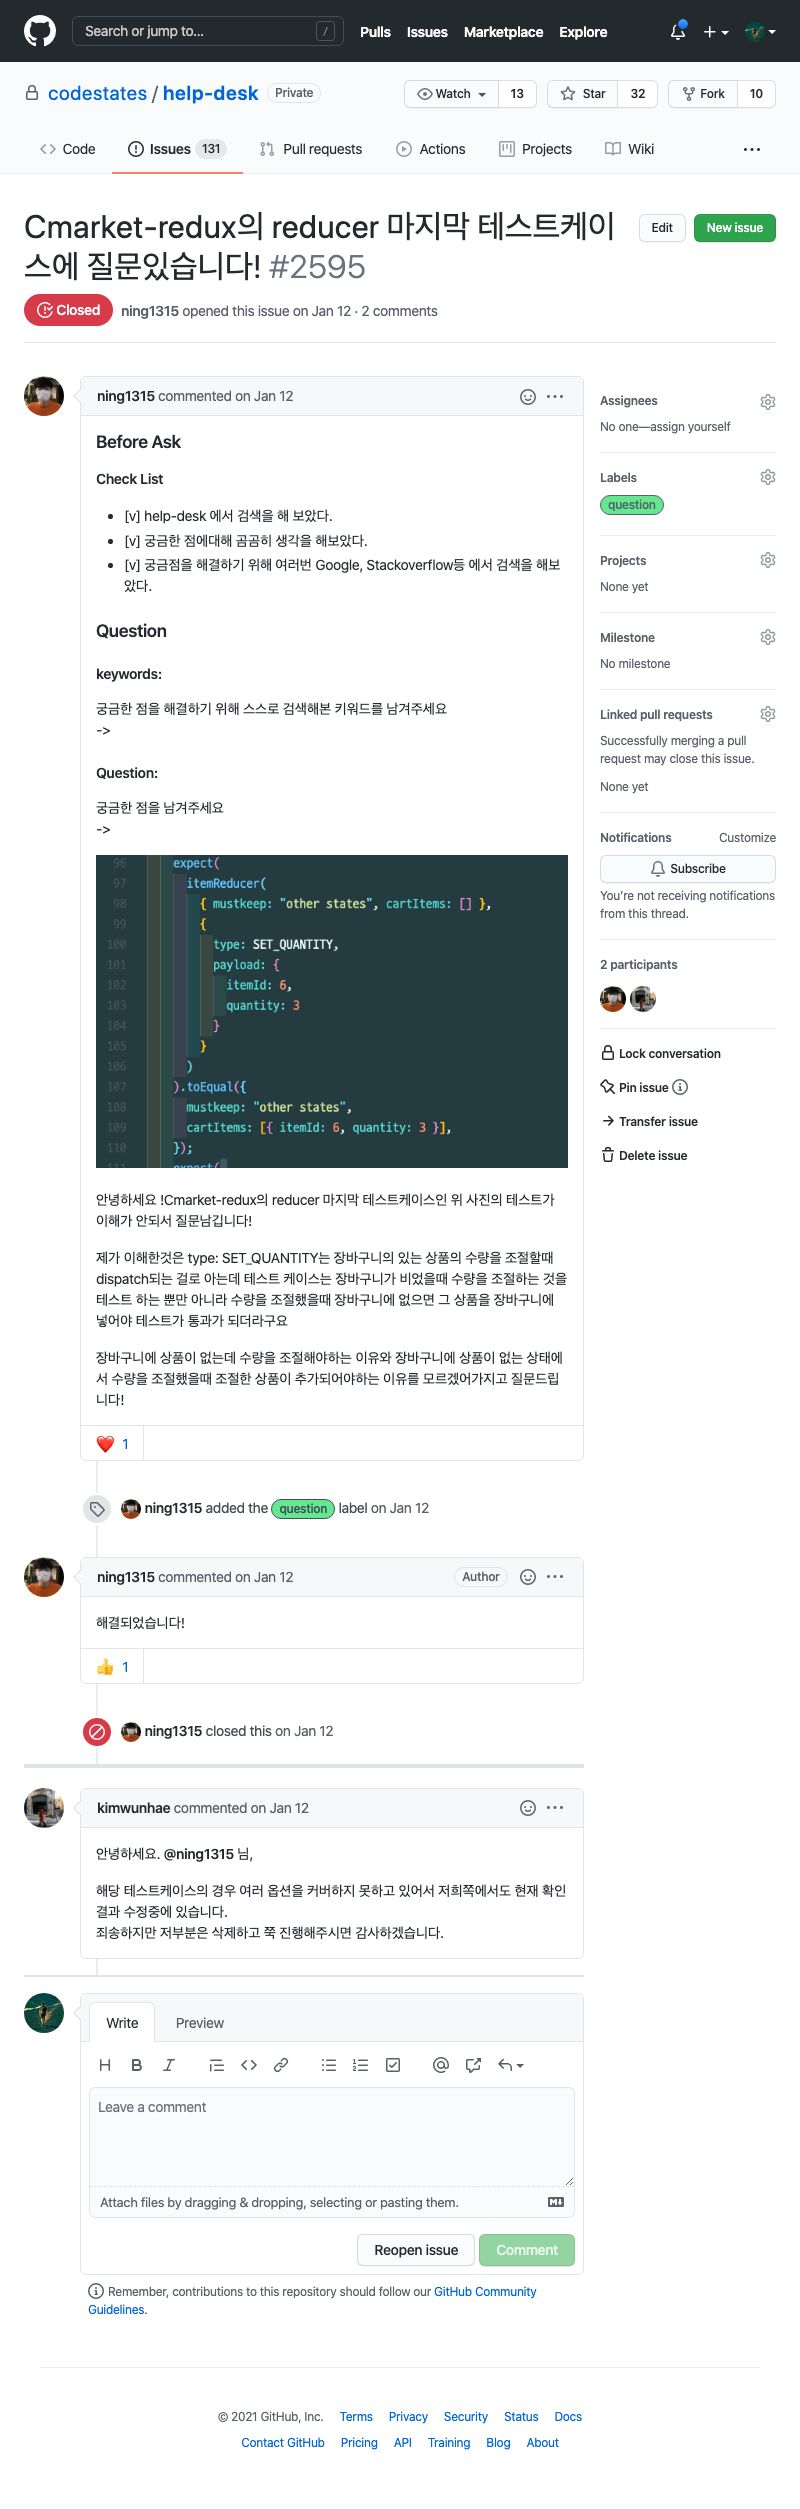 Search or jump to...
/
Pulls
Issues
Marketplace
Explore
codestates / help-desk
Private
Watch
13
Star
32
Fork
10
Code
Issues 131
Pull requests
Actions
Projects
Wiki
Cmarket-redux의 reducer 마지막 테스트케이
스에 질문있습니다! #2595
Edit
New issue
Closed
ning1315 opened this issue on Jan 12 · 2 comments
ning1315 commented on Jan 12
Before Ask
Check List
[v] help-desk 에서 검색을 해 보았다.
[v] 궁금한 점에대해 곰곰히 생각을 해보았다.
[v] 궁금점을 해결하기 위해 여러번 Google, Stackoverflow등 에서 검색을 해보
았다.
Question
keywords:
궁금한 점을 해결하기 위해 스스로 검색해본 키워드를 남겨주세요
->
Question:
궁금한 점을 남겨주세요
->
96 expect(
97 itemReducer(
98 { mustkeep: "other states", cartItems: [] },
99 {
100 type: SET_QUANTITY,
101 payload: {
102 itemId: 6,
103 quantity: 3
104 }
105 }
106 )
107 ).toEqual({
108 mustkeep: "other states",
109 cartItems: [{ itemId: 6, quantity: 3 }],
110 });
111 expect(
안녕하세요 !Cmarket-redux의 reducer 마지막 테스트케이스인 위 사진의 테스트가
이해가 안되서 질문남깁니다!
제가 이해한것은 type: SET_QUANTITY는 장바구니의 있는 상품의 수량을 조절할때
dispatch되는 걸로 아는데 테스트 케이스는 장바구니가 비었을때 수량을 조절하는 것을
테스트 하는 뿐만 아니라 수량을 조절했을때 장바구니에 없으면 그 상품을 장바구니에
넣어야 테스트가 통과가 되더라구요
장바구니에 상품이 없는데 수량을 조절해야하는 이유와 장바구니에 상품이 없는 상태에
서 수량을 조절했을때 조절한 상품이 추가되어야하는 이유를 모르겠어가지고 질문드립
니다!
❤️ 1
ning1315 added the question label on Jan 12
ning1315 commented on Jan 12
Author
해결되었습니다!
👍 1
ning1315 closed this on Jan 12
kimwunhae commented on Jan 12
안녕하세요. @ning1315 님,
해당 테스트케이스의 경우 여러 옵션을 커버하지 못하고 있어서 저희쪽에서도 현재 확인
결과 수정중에 있습니다.
죄송하지만 저부분은 삭제하고 쭉 진행해주시면 감사하겠습니다.
Write
Preview
Leave a comment
Attach files by dragging & dropping, selecting or pasting them.
Reopen issue
Comment
Remember, contributions to this repository should follow our GitHub Community
Guidelines.
Assignees
No one—assign yourself
Labels
question
Projects
None yet
Milestone
No milestone
Linked pull requests
Successfully merging a pull
request may close this issue.
None yet
Notifications
Customize
Subscribe
You're not receiving notifications
from this thread.
2 participants
Lock conversation
Pin issue
Transfer issue
Delete issue
© 2021 GitHub, Inc.
Terms
Privacy
Security
Status
Docs
Contact GitHub
Pricing
API
Training
Blog
About